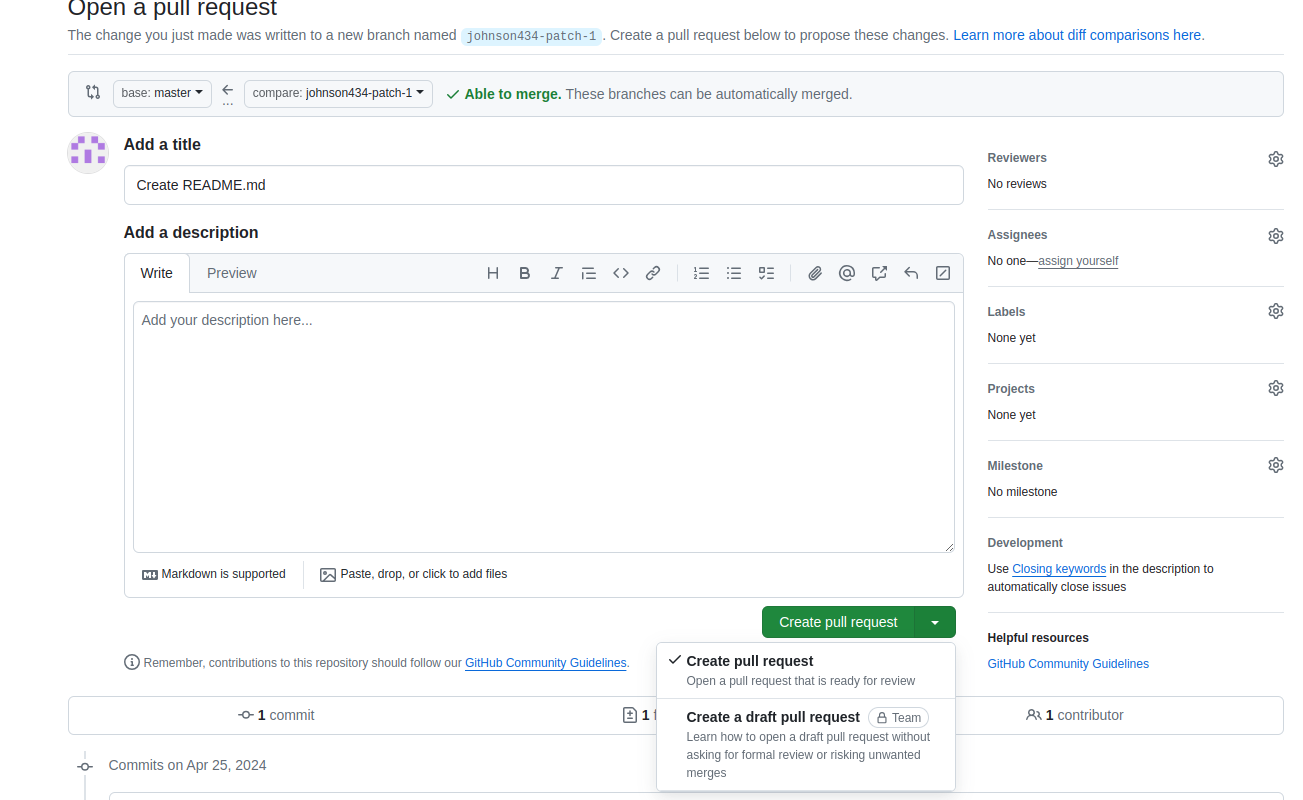 Open a pull request
The change you just made was written to a new branch named johnson434-patch-1. Create a pull request below to propose these changes. Learn more about diff comparisons here.
base: master
...
compare: johnson434-patch-1
Able to merge. These branches can be automatically merged.
Add a title
Create README.md
Add a description
Write
Preview
Add your description here...
Markdown is supported
Paste, drop, or click to add files
Create pull request
Remember, contributions to this repository should follow our GitHub Community Guidelines.
Create pull request
Open a pull request that is ready for review
Create a draft pull request Team
Learn how to open a draft pull request without
asking for formal review or risking unwanted
merges
Reviewers
No reviews
Assignees
No one—assign yourself
Labels
None yet
Projects
None yet
Milestone
No milestone
Development
Use Closing keywords in the description to
automatically close issues
Helpful resources
GitHub Community Guidelines
1 commit
1
1 contributor
Commits on Apr 25, 2024